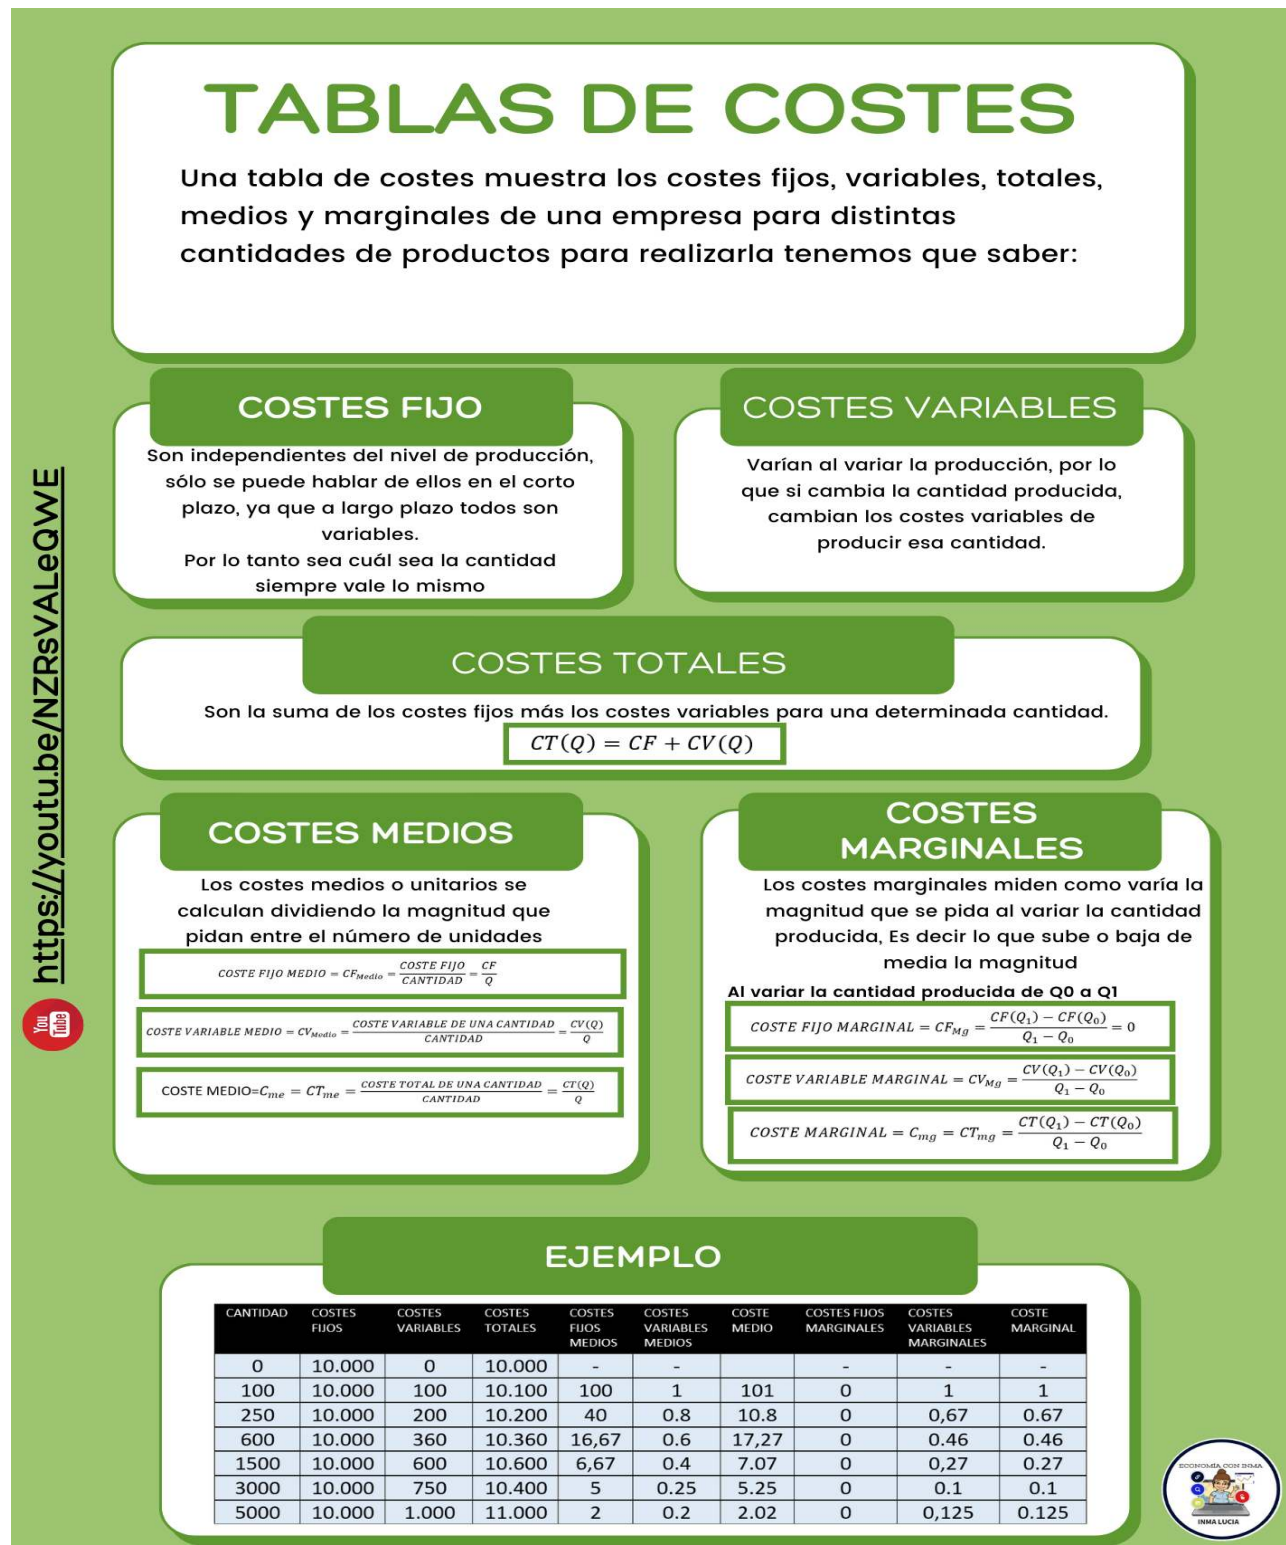 TABLAS DE COSTES
Una tabla de costes muestra los costes fijos, variables, totales,
medios y marginales de una empresa para distintas
cantidades de productos para realizarla tenemos que saber:
COSTES FIJO
Son independientes del nivel de producción,
sólo se puede hablar de ellos en el corto
plazo, ya que a largo plazo todos son
variables.
Por lo tanto sea cuál sea la cantidad
siempre vale lo mismo
COSTES VARIABLES
Varían al variar la producción, por lo
que si cambia la cantidad producida,
cambian los costes variables de
producir esa cantidad.
COSTES TOTALES
Son la suma de los costes fijos más los costes variables para una determinada cantidad.
CT(Q) = CF + CV(Q)
COSTES MEDIOS
Los costes medios o unitarios se
calculan dividiendo la magnitud que
pidan entre el número de unidades
COSTE FIJO MEDIO = CF_Medio = COSTE FIJO / CANTIDAD = CF / Q
COSTE VARIABLE MEDIO = CV_Medio = COSTE VARIABLE DE UNA CANTIDAD / CANTIDAD = CV(Q) / Q
COSTE MEDIO=C_me = CT_me = COSTE TOTAL DE UNA CANTIDAD / CANTIDAD = CT(Q) / Q
COSTES
MARGINALES
Los costes marginales miden como varía la
magnitud que se pida al variar la cantidad
producida, Es decir lo que sube o baja de
media la magnitud
Al variar la cantidad producida de Q0 a Q1
COSTE FIJO MARGINAL = CF_Mg = CF(Q₁) − CF(Q₀) / Q₁ − Q₀ = 0
COSTE VARIABLE MARGINAL = CV_Mg = CV(Q₁) − CV(Q₀) / Q₁ − Q₀
COSTE MARGINAL = C_mg = CT_mg = CT(Q₁) − CT(Q₀) / Q₁ − Q₀
https://youtu.be/NZRsVALeQWE
You Tube
EJEMPLO
CANTIDAD COSTES FIJOS COSTES VARIABLES COSTES TOTALES COSTES FIJOS MEDIOS COSTES VARIABLES MEDIOS COSTE MEDIO COSTES FIJOS MARGINALES COSTES VARIABLES MARGINALES COSTE MARGINAL
0 10.000 0 10.000 - - - - -
100 10.000 100 10.100 100 1 101 0 1 1
250 10.000 200 10.200 40 0.8 10.8 0 0,67 0.67
600 10.000 360 10.360 16,67 0.6 17,27 0 0.46 0.46
1500 10.000 600 10.600 6,67 0.4 7.07 0 0,27 0.27
3000 10.000 750 10.400 5 0.25 5.25 0 0.1 0.1
5000 10.000 1.000 11.000 2 0.2 2.02 0 0,125 0.125
ECONOMÍA CON INMA
INMA LUCIA